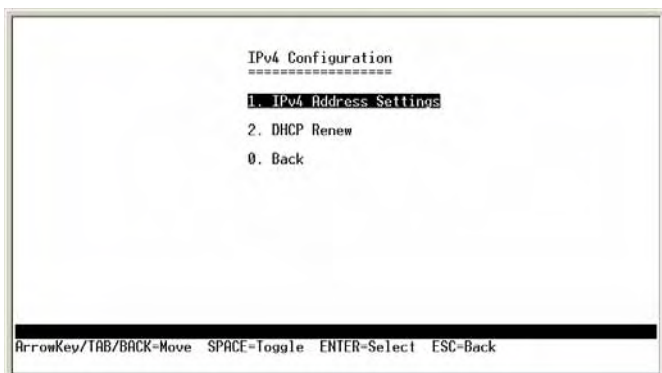 IPv4 Configuration
==================
1. IPv4 Address Settings
2. DHCP Renew
0. Back
ArrowKey/TAB/BACK=Move SPACE=Toggle ENTER=Select ESC=Back